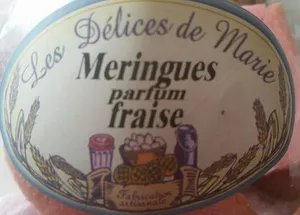 Les Délices de Marie
Meringues
parfum
fraise
Fabrication
artisanale